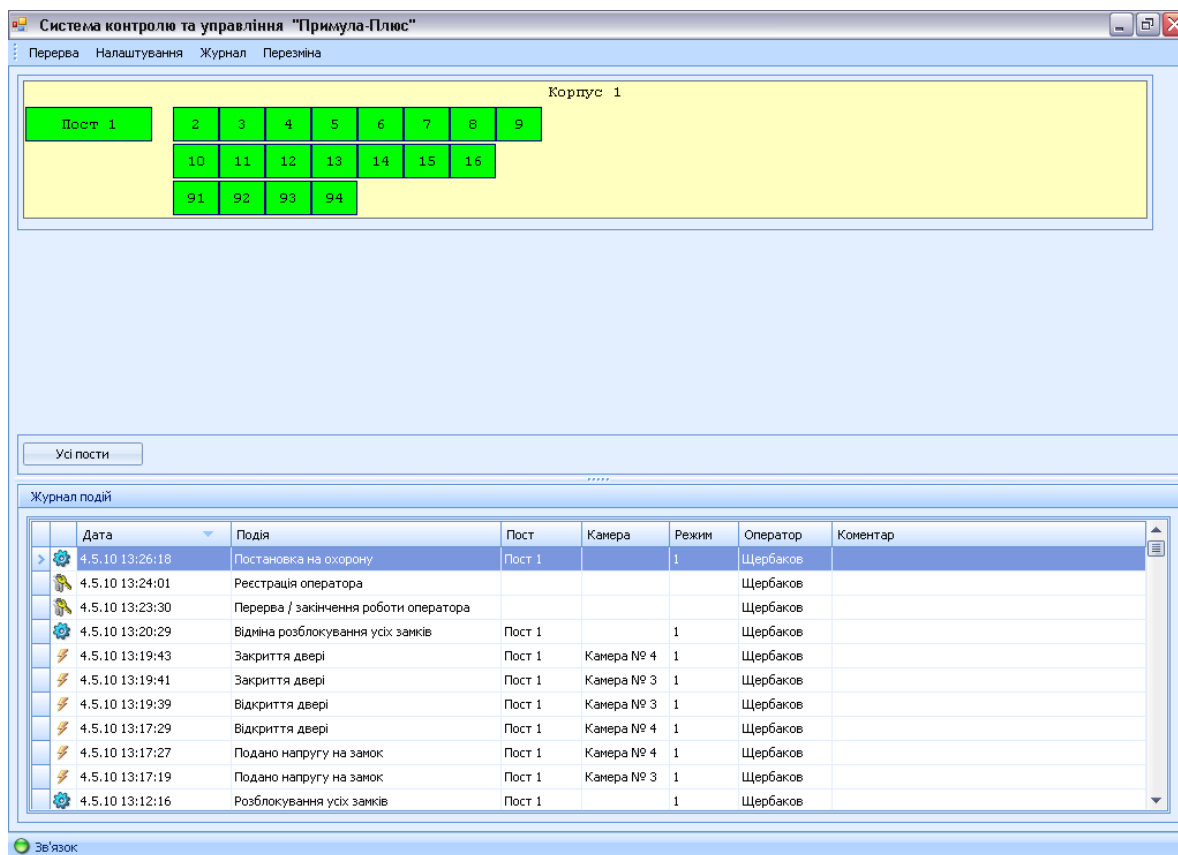 Система контролю та управління "Примула-Плюс"
Перерва Налаштування Журнал Перезміна
Корпус 1
Пост 1 2 3 4 5 6 7 8 9
10 11 12 13 14 15 16
91 92 93 94
Усі пости
Журнал подій
Дата Подія Пост Камера Режим Оператор Коментар
4.5.10 13:26:18 Постановка на охорону Пост 1 1 Щербаков
4.5.10 13:24:01 Реєстрація оператора Щербаков
4.5.10 13:23:30 Перерва / закінчення роботи оператора Щербаков
4.5.10 13:20:29 Відміна розблокування усіх замків Пост 1 1 Щербаков
4.5.10 13:19:43 Закриття двері Пост 1 Камера № 4 1 Щербаков
4.5.10 13:19:41 Закриття двері Пост 1 Камера № 3 1 Щербаков
4.5.10 13:19:39 Відкриття двері Пост 1 Камера № 3 1 Щербаков
4.5.10 13:17:29 Відкриття двері Пост 1 Камера № 4 1 Щербаков
4.5.10 13:17:27 Подано напругу на замок Пост 1 Камера № 4 1 Щербаков
4.5.10 13:17:19 Подано напругу на замок Пост 1 Камера № 3 1 Щербаков
4.5.10 13:12:16 Розблокування усіх замків Пост 1 1 Щербаков
Зв'язок